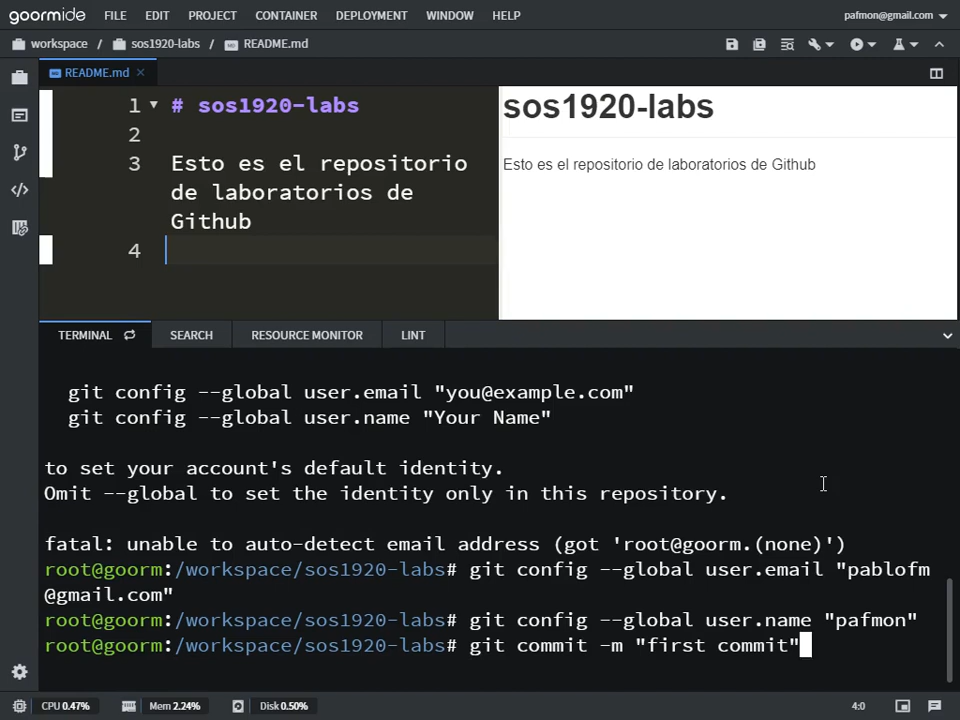 goormide FILE EDIT PROJECT CONTAINER DEPLOYMENT WINDOW HELP pafmon@gmail.com
workspace / sos1920-labs / README.md
README.md
1 # sos1920-labs
2
3 Esto es el repositorio
de laboratorios de
Github
4
sos1920-labs
Esto es el repositorio de laboratorios de Github
TERMINAL SEARCH RESOURCE MONITOR LINT
git config --global user.email "you@example.com"
git config --global user.name "Your Name"
to set your account's default identity.
Omit --global to set the identity only in this repository.
fatal: unable to auto-detect email address (got 'root@goorm.(none)')
root@goorm:/workspace/sos1920-labs# git config --global user.email "pablofm
@gmail.com"
root@goorm:/workspace/sos1920-labs# git config --global user.name "pafmon"
root@goorm:/workspace/sos1920-labs# git commit -m "first commit"
CPU 0.47% Mem 2.24% Disk 0.50% 4:0